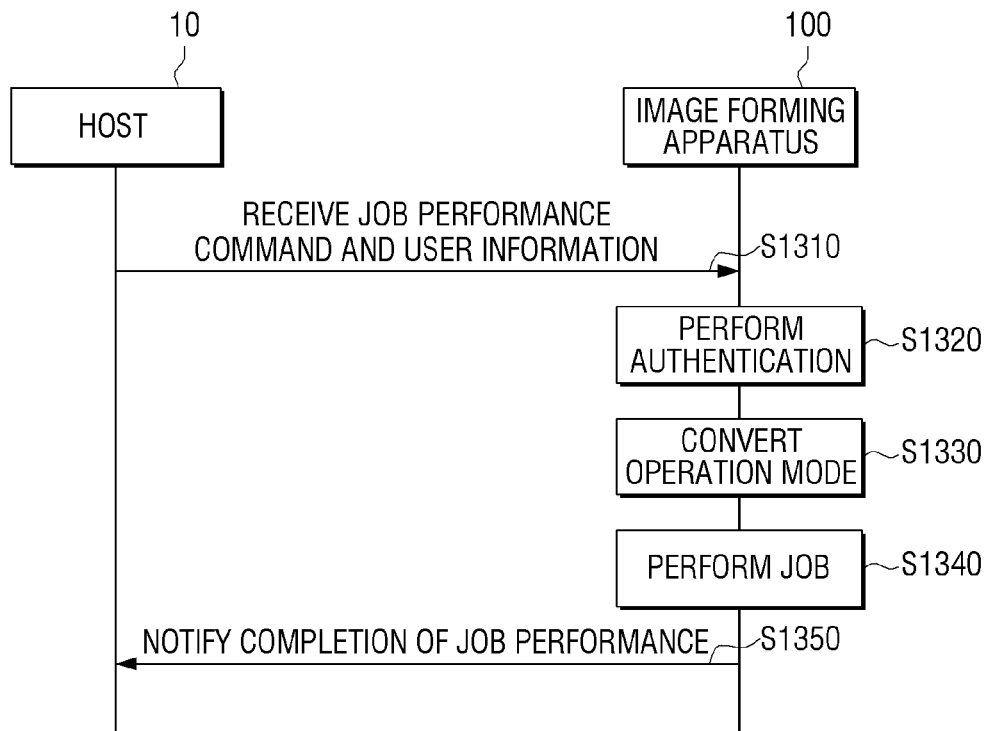 10
100
HOST
IMAGE FORMING
APPARATUS
RECEIVE JOB PERFORMANCE
COMMAND AND USER INFORMATION
S1310
PERFORM
AUTHENTICATION
S1320
CONVERT
OPERATION MODE
S1330
PERFORM JOB
S1340
NOTIFY COMPLETION OF JOB PERFORMANCE
S1350